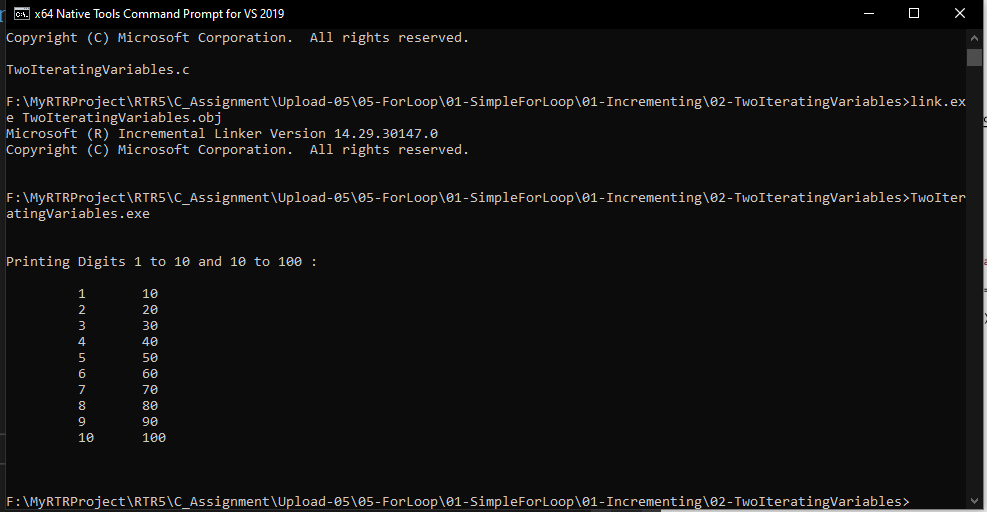 x64 Native Tools Command Prompt for VS 2019
Copyright (C) Microsoft Corporation.  All rights reserved.
TwoIteratingVariables.c
F:\MyRTRProject\RTR5\C_Assignment\Upload-05\05-ForLoop\01-SimpleForLoop\01-Incrementing\02-TwoIteratingVariables>link.ex
e TwoIteratingVariables.obj
Microsoft (R) Incremental Linker Version 14.29.30147.0
Copyright (C) Microsoft Corporation.  All rights reserved.
F:\MyRTRProject\RTR5\C_Assignment\Upload-05\05-ForLoop\01-SimpleForLoop\01-Incrementing\02-TwoIteratingVariables>TwoIter
atingVariables.exe
Printing Digits 1 to 10 and 10 to 100 :
1 10
2 20
3 30
4 40
5 50
6 60
7 70
8 80
9 90
10 100
F:\MyRTRProject\RTR5\C_Assignment\Upload-05\05-ForLoop\01-SimpleForLoop\01-Incrementing\02-TwoIteratingVariables>